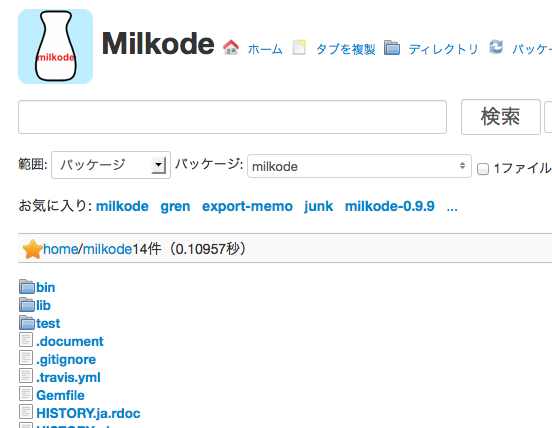 milkode
Milkode ホーム タブを複製 ディレクトリ パッケー
検索
範囲: パッケージ パッケージ: milkode 1ファイル
お気に入り: milkode gren export-memo junk milkode-0.9.9 ...
home/milkode14件（0.10957秒）
bin
lib
test
.document
.gitignore
.travis.yml
Gemfile
HISTORY.ja.rdoc